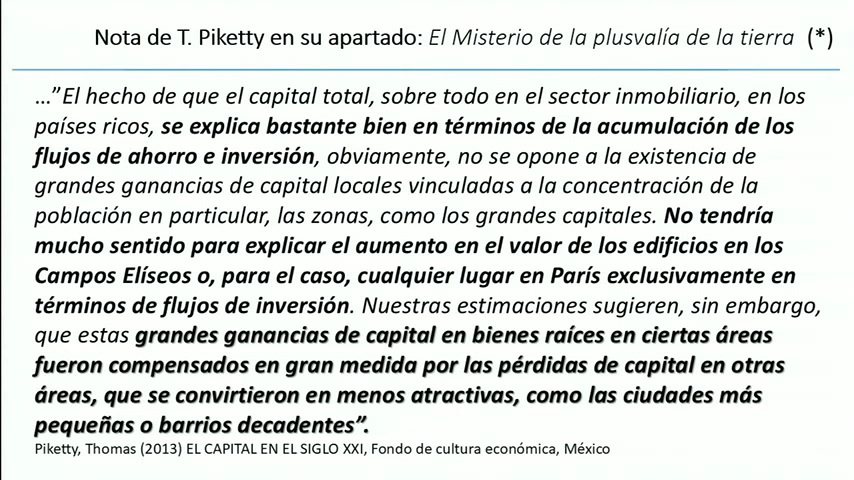 Nota de T. Piketty en su apartado: El Misterio de la plusvalía de la tierra (*)
…”El hecho de que el capital total, sobre todo en el sector inmobiliario, en los
países ricos, se explica bastante bien en términos de la acumulación de los
flujos de ahorro e inversión, obviamente, no se opone a la existencia de
grandes ganancias de capital locales vinculadas a la concentración de la
población en particular, las zonas, como los grandes capitales. No tendría
mucho sentido para explicar el aumento en el valor de los edificios en los
Campos Elíseos o, para el caso, cualquier lugar en París exclusivamente en
términos de flujos de inversión. Nuestras estimaciones sugieren, sin embargo,
que estas grandes ganancias de capital en bienes raíces en ciertas áreas
fueron compensados en gran medida por las pérdidas de capital en otras
áreas, que se convirtieron en menos atractivas, como las ciudades más
pequeñas o barrios decadentes”.
Piketty, Thomas (2013) EL CAPITAL EN EL SIGLO XXI, Fondo de cultura económica, México